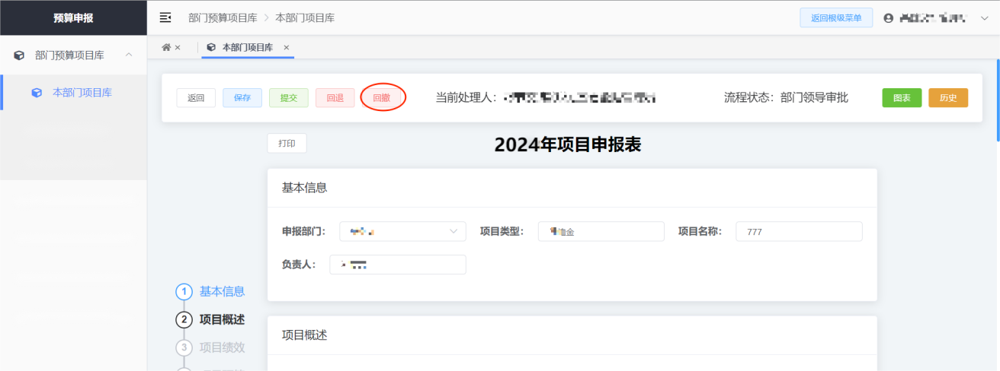 预算申报
部门预算项目库 > 本部门项目库
返回根级菜单
部门预算项目库
本部门项目库
本部门项目库
返回 保存 提交 回退 回撤 当前处理人： 流程状态：部门领导审批 图表 历史
打印
2024年项目申报表
基本信息
申报部门： 项目类型： 恤金 项目名称： 777
负责人：
1 基本信息
2 项目概述
3 项目绩效
项目概述